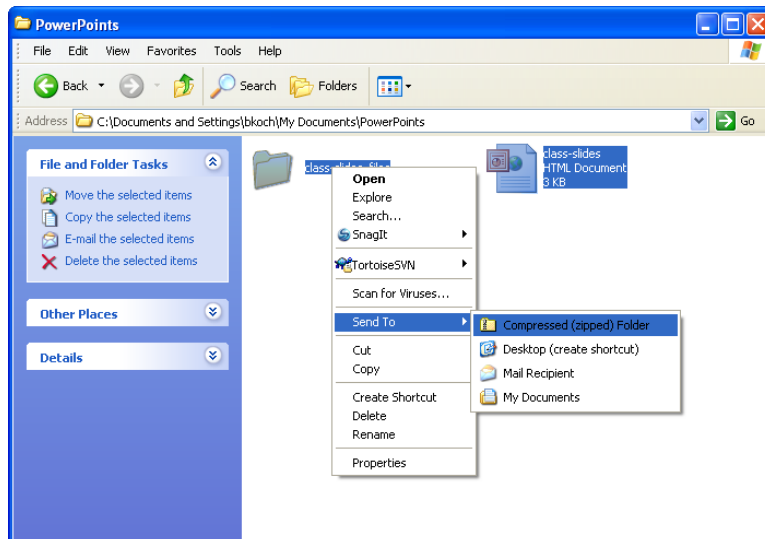 PowerPoints
File Edit View Favorites Tools Help
Back Search Folders
Address C:\Documents and Settings\bkoch\My Documents\PowerPoints Go
File and Folder Tasks
Move the selected items
Copy the selected items
E-mail the selected items
Delete the selected items
Other Places
Details
class-slides_files
class-slides
HTML Document
3 KB
Open
Explore
Search...
SnagIt
TortoiseSVN
Scan for Viruses...
Send To
Cut
Copy
Create Shortcut
Delete
Rename
Properties
Compressed (zipped) Folder
Desktop (create shortcut)
Mail Recipient
My Documents